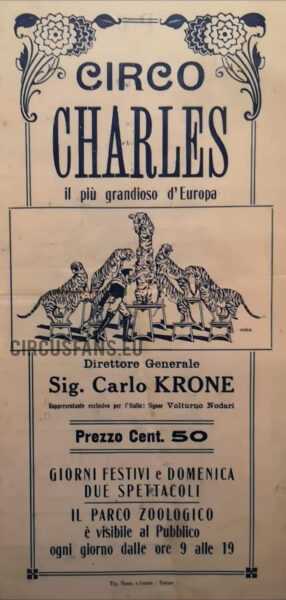 CIRCO
CHARLES
il più grandioso d'Europa
CIRCUSFANS.EU
Direttore Generale
Sig. Carlo KRONE
Rappresentante esclusivo per l'Italia: Signor Volturno Nodari
Prezzo Cent. 50
GIORNI FESTIVI e DOMENICA
DUE SPETTACOLI
IL PARCO ZOOLOGICO
è visibile al Pubblico
ogni giorno dalle ore 9 alle 19
Tip.